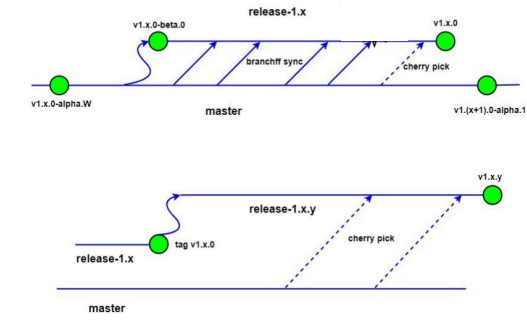 release-1.x
v1.x.0-beta.0
v1.x.0
branchff sync
cherry pick
v1.x.0-alpha.W
master
v1.(x+1).0-alpha.1
v1.x.y
release-1.x.y
tag v1.x.0
cherry pick
release-1.x
master